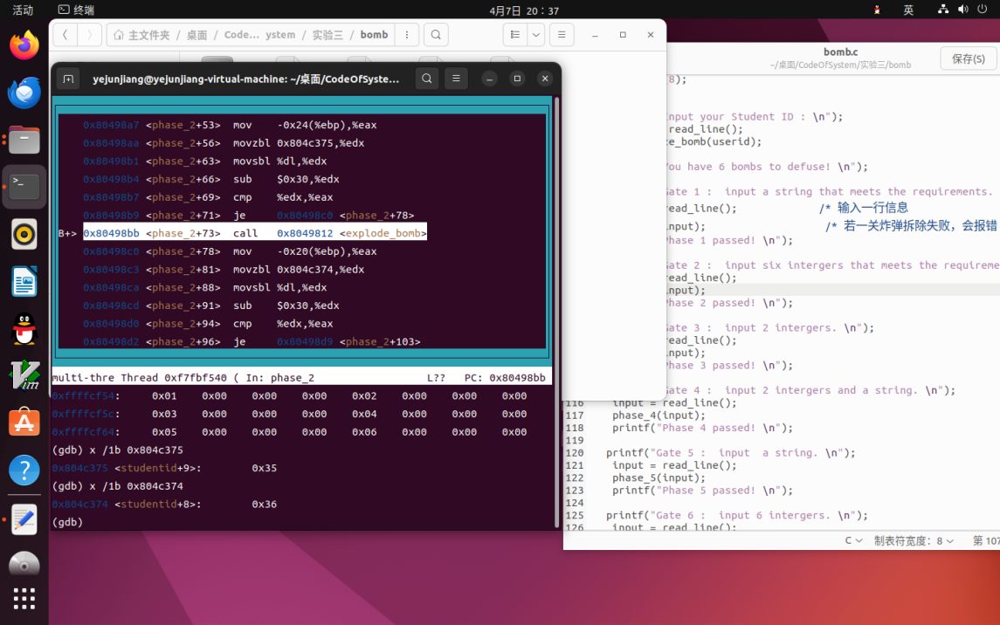 活动
终端
4月7日 20：37
英
主文件夹 / 桌面 / Code... ystem / 实验三 / bomb
yejunjiang@yejunjiang-virtual-machine: ~/桌面/CodeOfSyste...
0x80498a7 <phase_2+53> mov -0x24(%ebp),%eax
0x80498aa <phase_2+56> movzbl 0x804c375,%edx
0x80498b1 <phase_2+63> movsbl %dl,%edx
0x80498b4 <phase_2+66> sub $0x30,%edx
0x80498b7 <phase_2+69> cmp %edx,%eax
0x80498b9 <phase_2+71> je 0x80498c0 <phase_2+78>
B+> 0x80498bb <phase_2+73> call 0x8049812 <explode_bomb>
0x80498c0 <phase_2+78> mov -0x20(%ebp),%eax
0x80498c3 <phase_2+81> movzbl 0x804c374,%edx
0x80498ca <phase_2+88> movsbl %dl,%edx
0x80498cd <phase_2+91> sub $0x30,%edx
0x80498d0 <phase_2+94> cmp %edx,%eax
0x80498d2 <phase_2+96> je 0x80498d9 <phase_2+103>
multi-thre Thread 0xf7fbf540 ( In: phase_2 L?? PC: 0x80498bb
0xffffcf54: 0x01 0x00 0x00 0x00 0x02 0x00 0x00 0x00
0xffffcf5c: 0x03 0x00 0x00 0x00 0x04 0x00 0x00 0x00
0xffffcf64: 0x05 0x00 0x00 0x00 0x06 0x00 0x00 0x00
(gdb) x /1b 0x804c375
0x804c375 <studentid+9>: 0x35
(gdb) x /1b 0x804c374
0x804c374 <studentid+8>: 0x36
(gdb)
bomb.c
~/桌面/CodeOfSystem/实验三/bomb
保存(S)
8);
Input your Student ID : \n");
read_line();
ce_bomb(userid);
You have 6 bombs to defuse! \n");
Gate 1 : input a string that meets the requirements.
read_line(); /* 输入一行信息
input); /* 若一关炸弹拆除失败，会报错
Phase 1 passed! \n");
Gate 2 : input six intergers that meets the requireme
read_line();
input);
Phase 2 passed! \n");
Gate 3 : input 2 intergers. \n");
read_line();
input);
Phase 3 passed! \n");
Gate 4 : input 2 intergers and a string. \n");
116 input = read_line();
117 phase_4(input);
118 printf("Phase 4 passed! \n");
119
120 printf("Gate 5 : input a string. \n");
121 input = read_line();
122 phase_5(input);
123 printf("Phase 5 passed! \n");
124
125 printf("Gate 6 : input 6 intergers. \n");
126 input = read_line();
C 制表符宽度：8 第 107